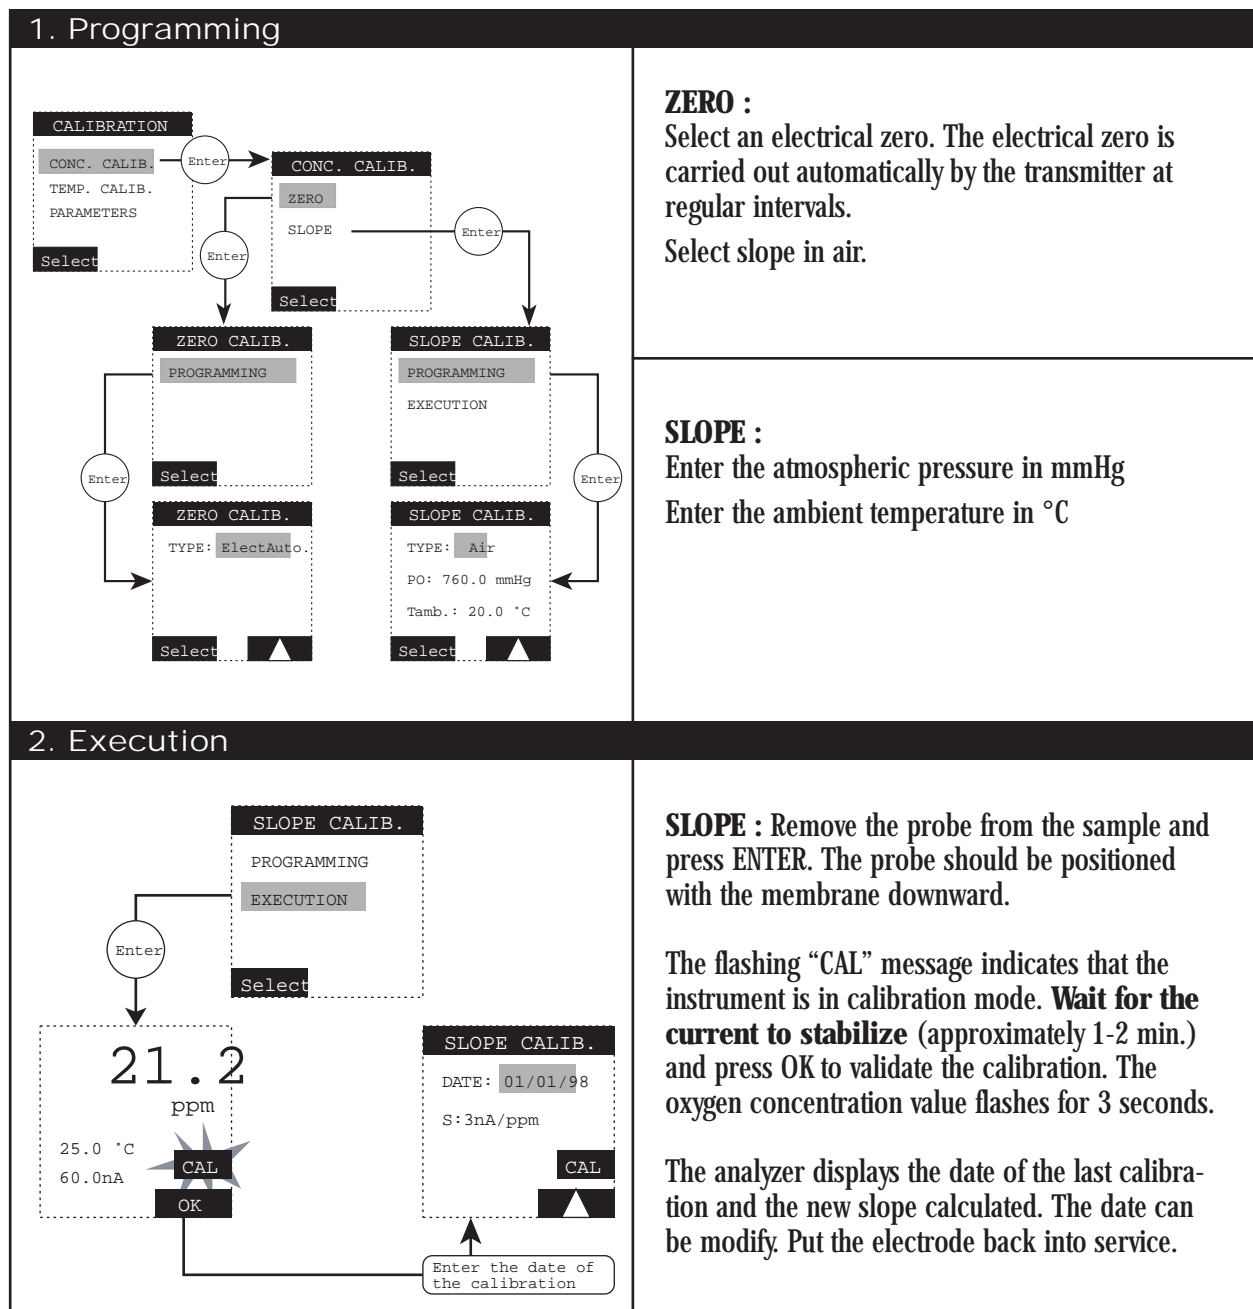 1. Programming
CALIBRATION
CONC. CALIB.
TEMP. CALIB.
PARAMETERS
Select
Enter
CONC. CALIB.
ZERO
SLOPE
Select
Enter
Enter
ZERO CALIB.
PROGRAMMING
Select
SLOPE CALIB.
PROGRAMMING
EXECUTION
Select
Enter
Enter
ZERO CALIB.
TYPE: ElectAuto.
Select
SLOPE CALIB.
TYPE: Air
PO: 760.0 mmHg
Tamb.: 20.0 °C
Select
ZERO :
Select an electrical zero. The electrical zero is
carried out automatically by the transmitter at
regular intervals.
Select slope in air.
SLOPE :
Enter the atmospheric pressure in mmHg
Enter the ambient temperature in °C
2. Execution
SLOPE CALIB.
PROGRAMMING
EXECUTION
Select
Enter
21.2
ppm
25.0 °C
60.0nA
CAL
OK
SLOPE CALIB.
DATE: 01/01/98
S:3nA/ppm
CAL
Enter the date of
the calibration
SLOPE : Remove the probe from the sample and
press ENTER. The probe should be positioned
with the membrane downward.
The flashing “CAL” message indicates that the
instrument is in calibration mode. Wait for the
current to stabilize (approximately 1-2 min.)
and press OK to validate the calibration. The
oxygen concentration value flashes for 3 seconds.
The analyzer displays the date of the last calibra-
tion and the new slope calculated. The date can
be modify. Put the electrode back into service.